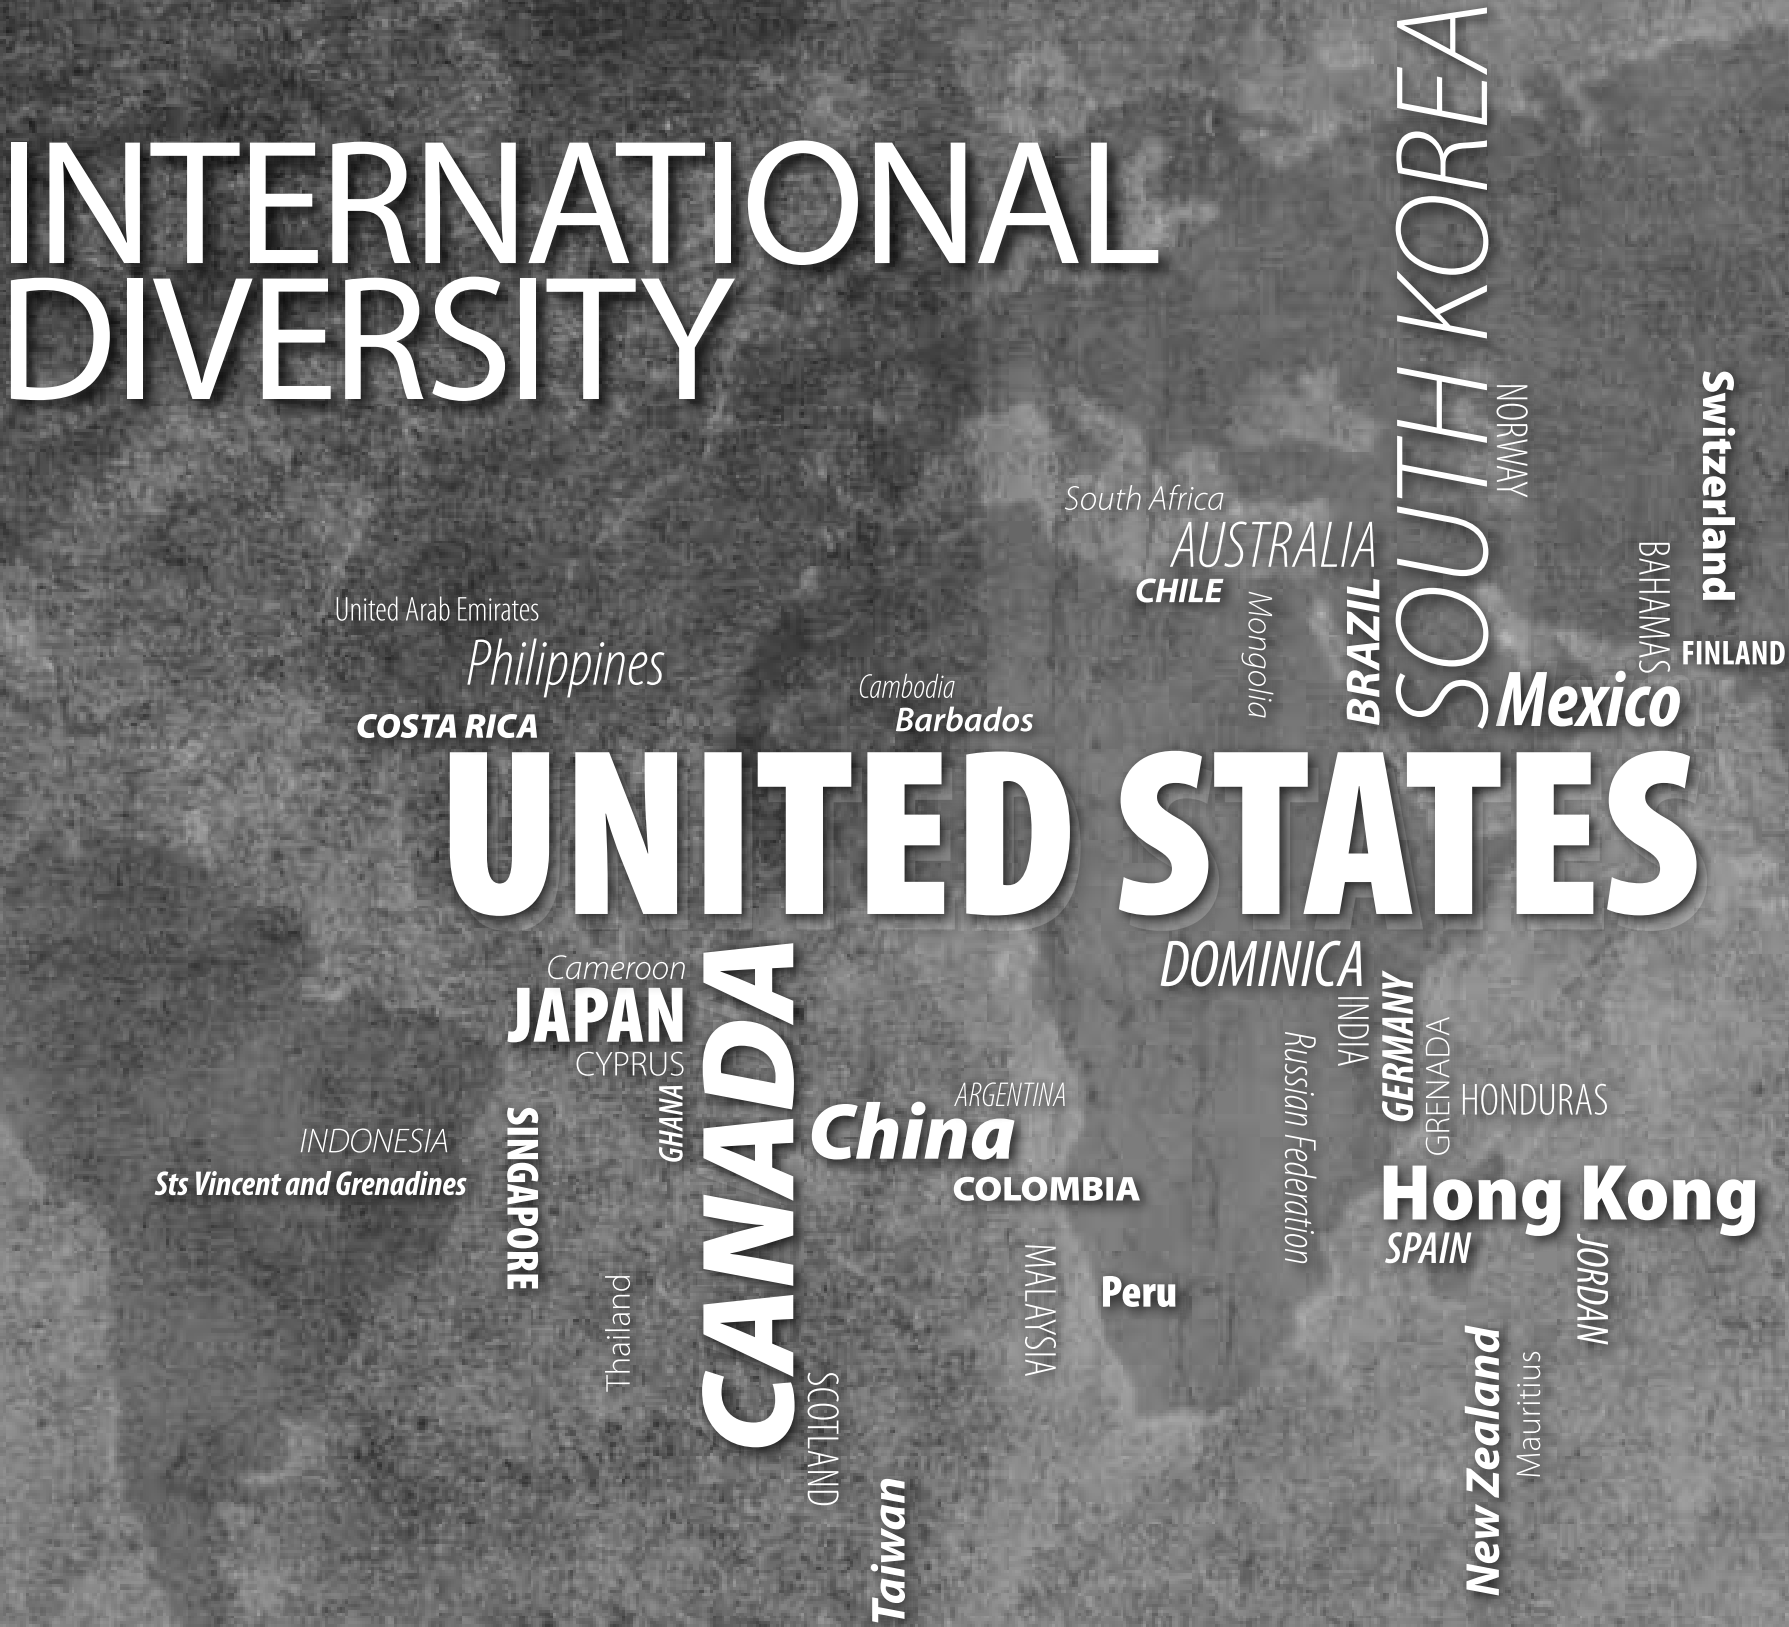 INTERNATIONAL
DIVERSITY
SOUTH KOREA
NORWAY
Switzerland
South Africa
AUSTRALIA
CHILE
Mongolia
BRAZIL
BAHAMAS
FINLAND
Mexico
United Arab Emirates
Philippines
COSTA RICA
Cambodia
Barbados
UNITED STATES
Cameroon
JAPAN
CYPRUS
GHANA
CANADA
DOMINICA
INDIA
GERMANY
GRENADA
HONDURAS
Russian Federation
ARGENTINA
China
COLOMBIA
INDONESIA
Sts Vincent and Grenadines
SINGAPORE
Hong Kong
SPAIN
JORDAN
MALAYSIA
Peru
Thailand
SCOTLAND
Taiwan
New Zealand
Mauritius